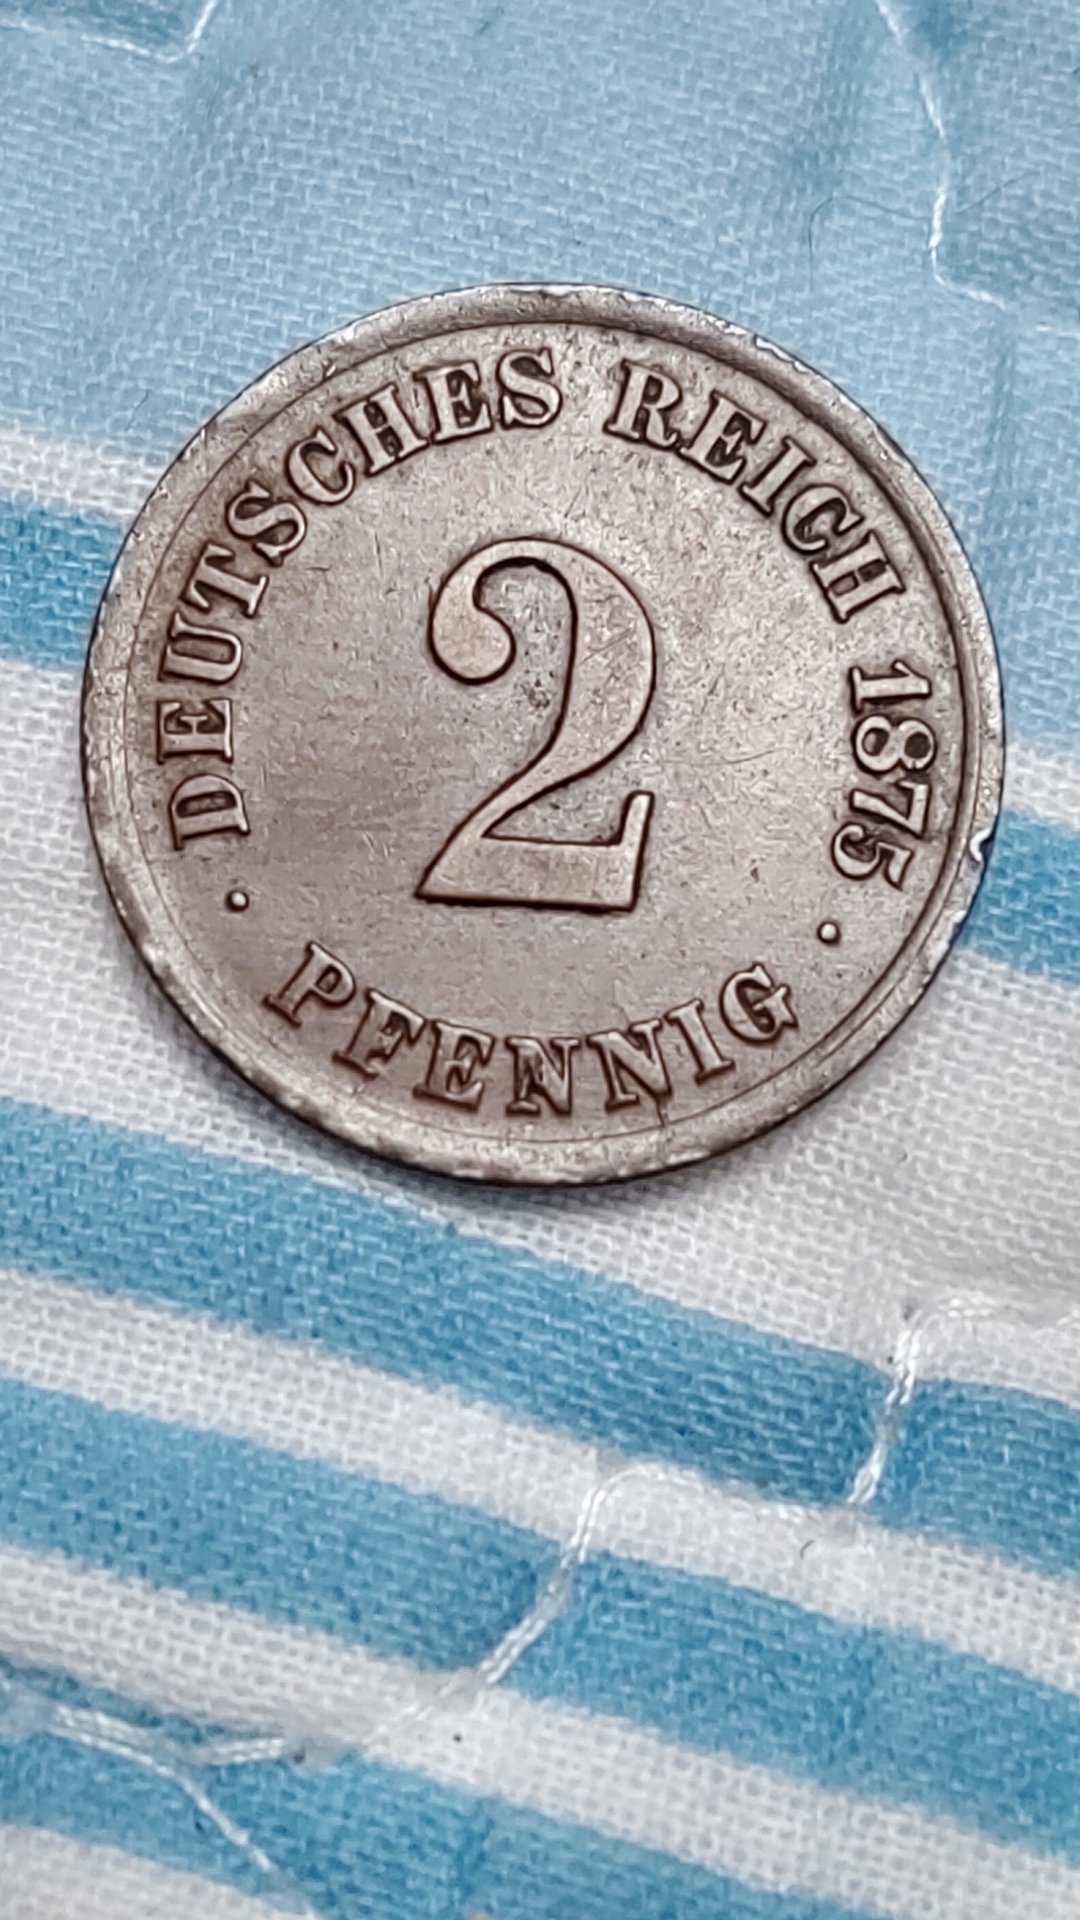 DEUTSCHES REICH 1875
2
· PFENNIG ·